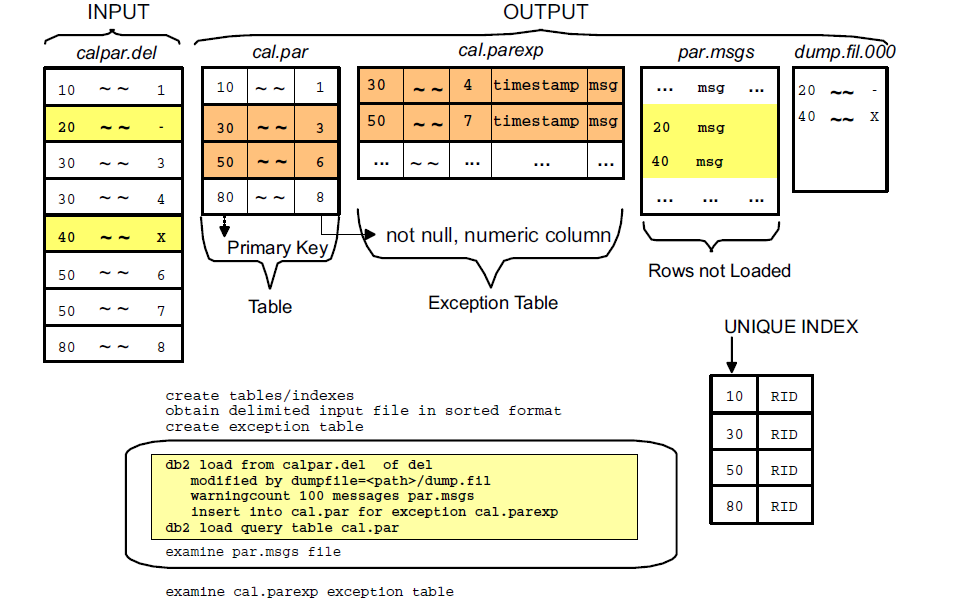 INPUT
OUTPUT
calpar.del
cal.par
cal.parexp
par.msgs
dump.fil.000
10 ~ ~ 1
20 ~ ~ -
30 ~ ~ 3
30 ~ ~ 4
40 ~ ~ X
50 ~ ~ 6
50 ~ ~ 7
80 ~ ~ 8
10 ~ ~ 1
30 ~ ~ 3
50 ~ ~ 6
80 ~ ~ 8
Primary Key
Table
30 ~ ~ 4 timestamp msg
50 ~ ~ 7 timestamp msg
... ~ ~ ... ... ...
not null, numeric column
Exception Table
... msg ...
20 msg
40 msg
... ... ...
Rows not Loaded
20 ~~ -
40 ~~ X
UNIQUE INDEX
10 RID
30 RID
50 RID
80 RID
create tables/indexes
obtain delimited input file in sorted format
create exception table
db2 load from calpar.del of del
modified by dumpfile=<path>/dump.fil
warningcount 100 messages par.msgs
insert into cal.par for exception cal.parexp
db2 load query table cal.par
examine par.msgs file
examine cal.parexp exception table